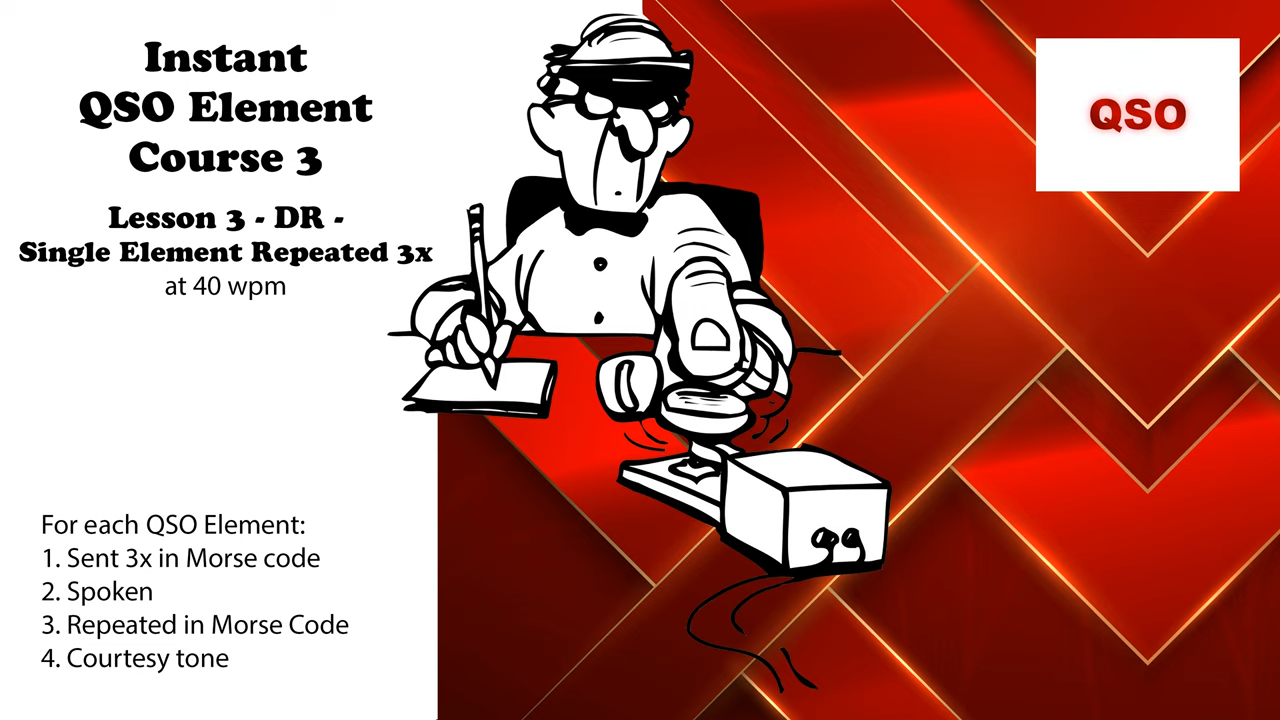 Instant
QSO Element
Course 3
Lesson 3 - DR -
Single Element Repeated 3x
at 40 wpm
QSO
For each QSO Element:
1. Sent 3x in Morse code
2. Spoken
3. Repeated in Morse Code
4. Courtesy tone